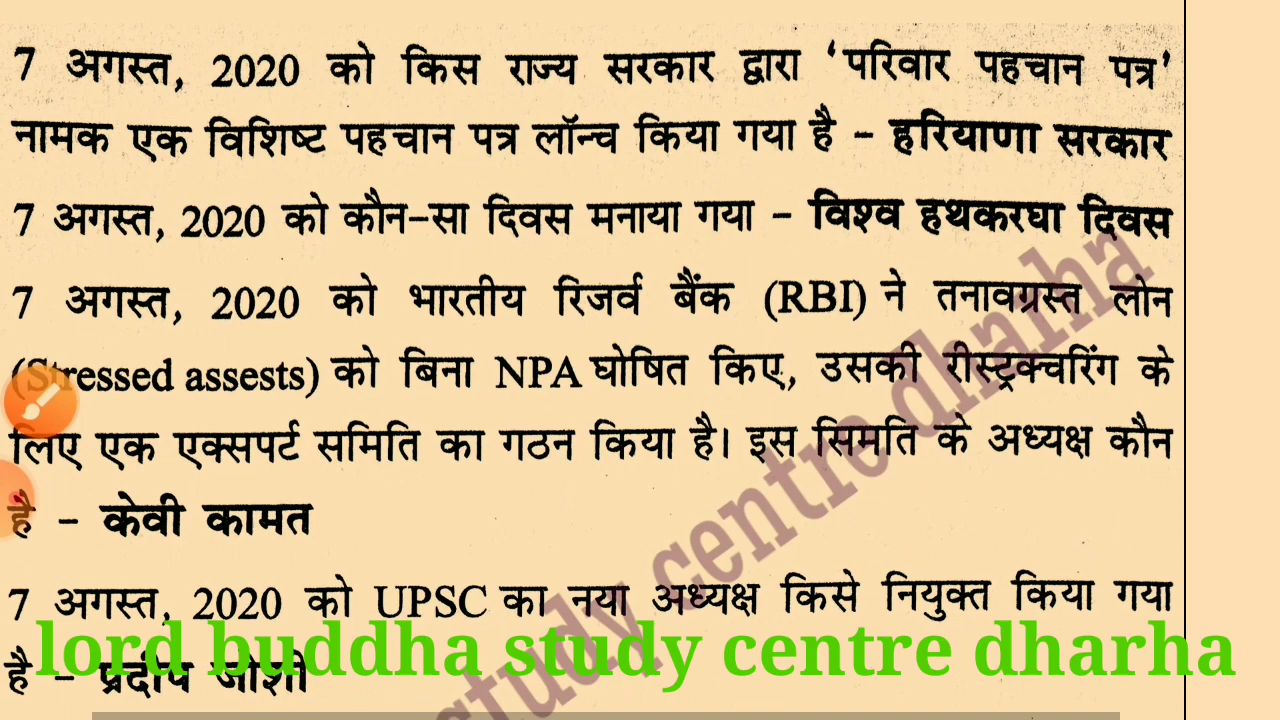 7 अगस्त, 2020 को किस राज्य सरकार द्वारा ‘परिवार पहचान पत्र’
नामक एक विशिष्ट पहचान पत्र लॉन्च किया गया है – हरियाणा सरकार
7 अगस्त, 2020 को कौन-सा दिवस मनाया गया – विश्व हथकरघा दिवस
7 अगस्त, 2020 को भारतीय रिजर्व बैंक (RBI) ने तनावग्रस्त लोन
(Stressed assests) को बिना NPA घोषित किए, उसकी रीस्ट्रक्चरिंग के
लिए एक एक्सपर्ट समिति का गठन किया है। इस सिमति के अध्यक्ष कौन
है – केवी कामत
7 अगस्त, 2020 को UPSC का नया अध्यक्ष किसे नियुक्त किया गया
है – प्रदीप जोशी
lord buddha study centre dharha
study centre dharha